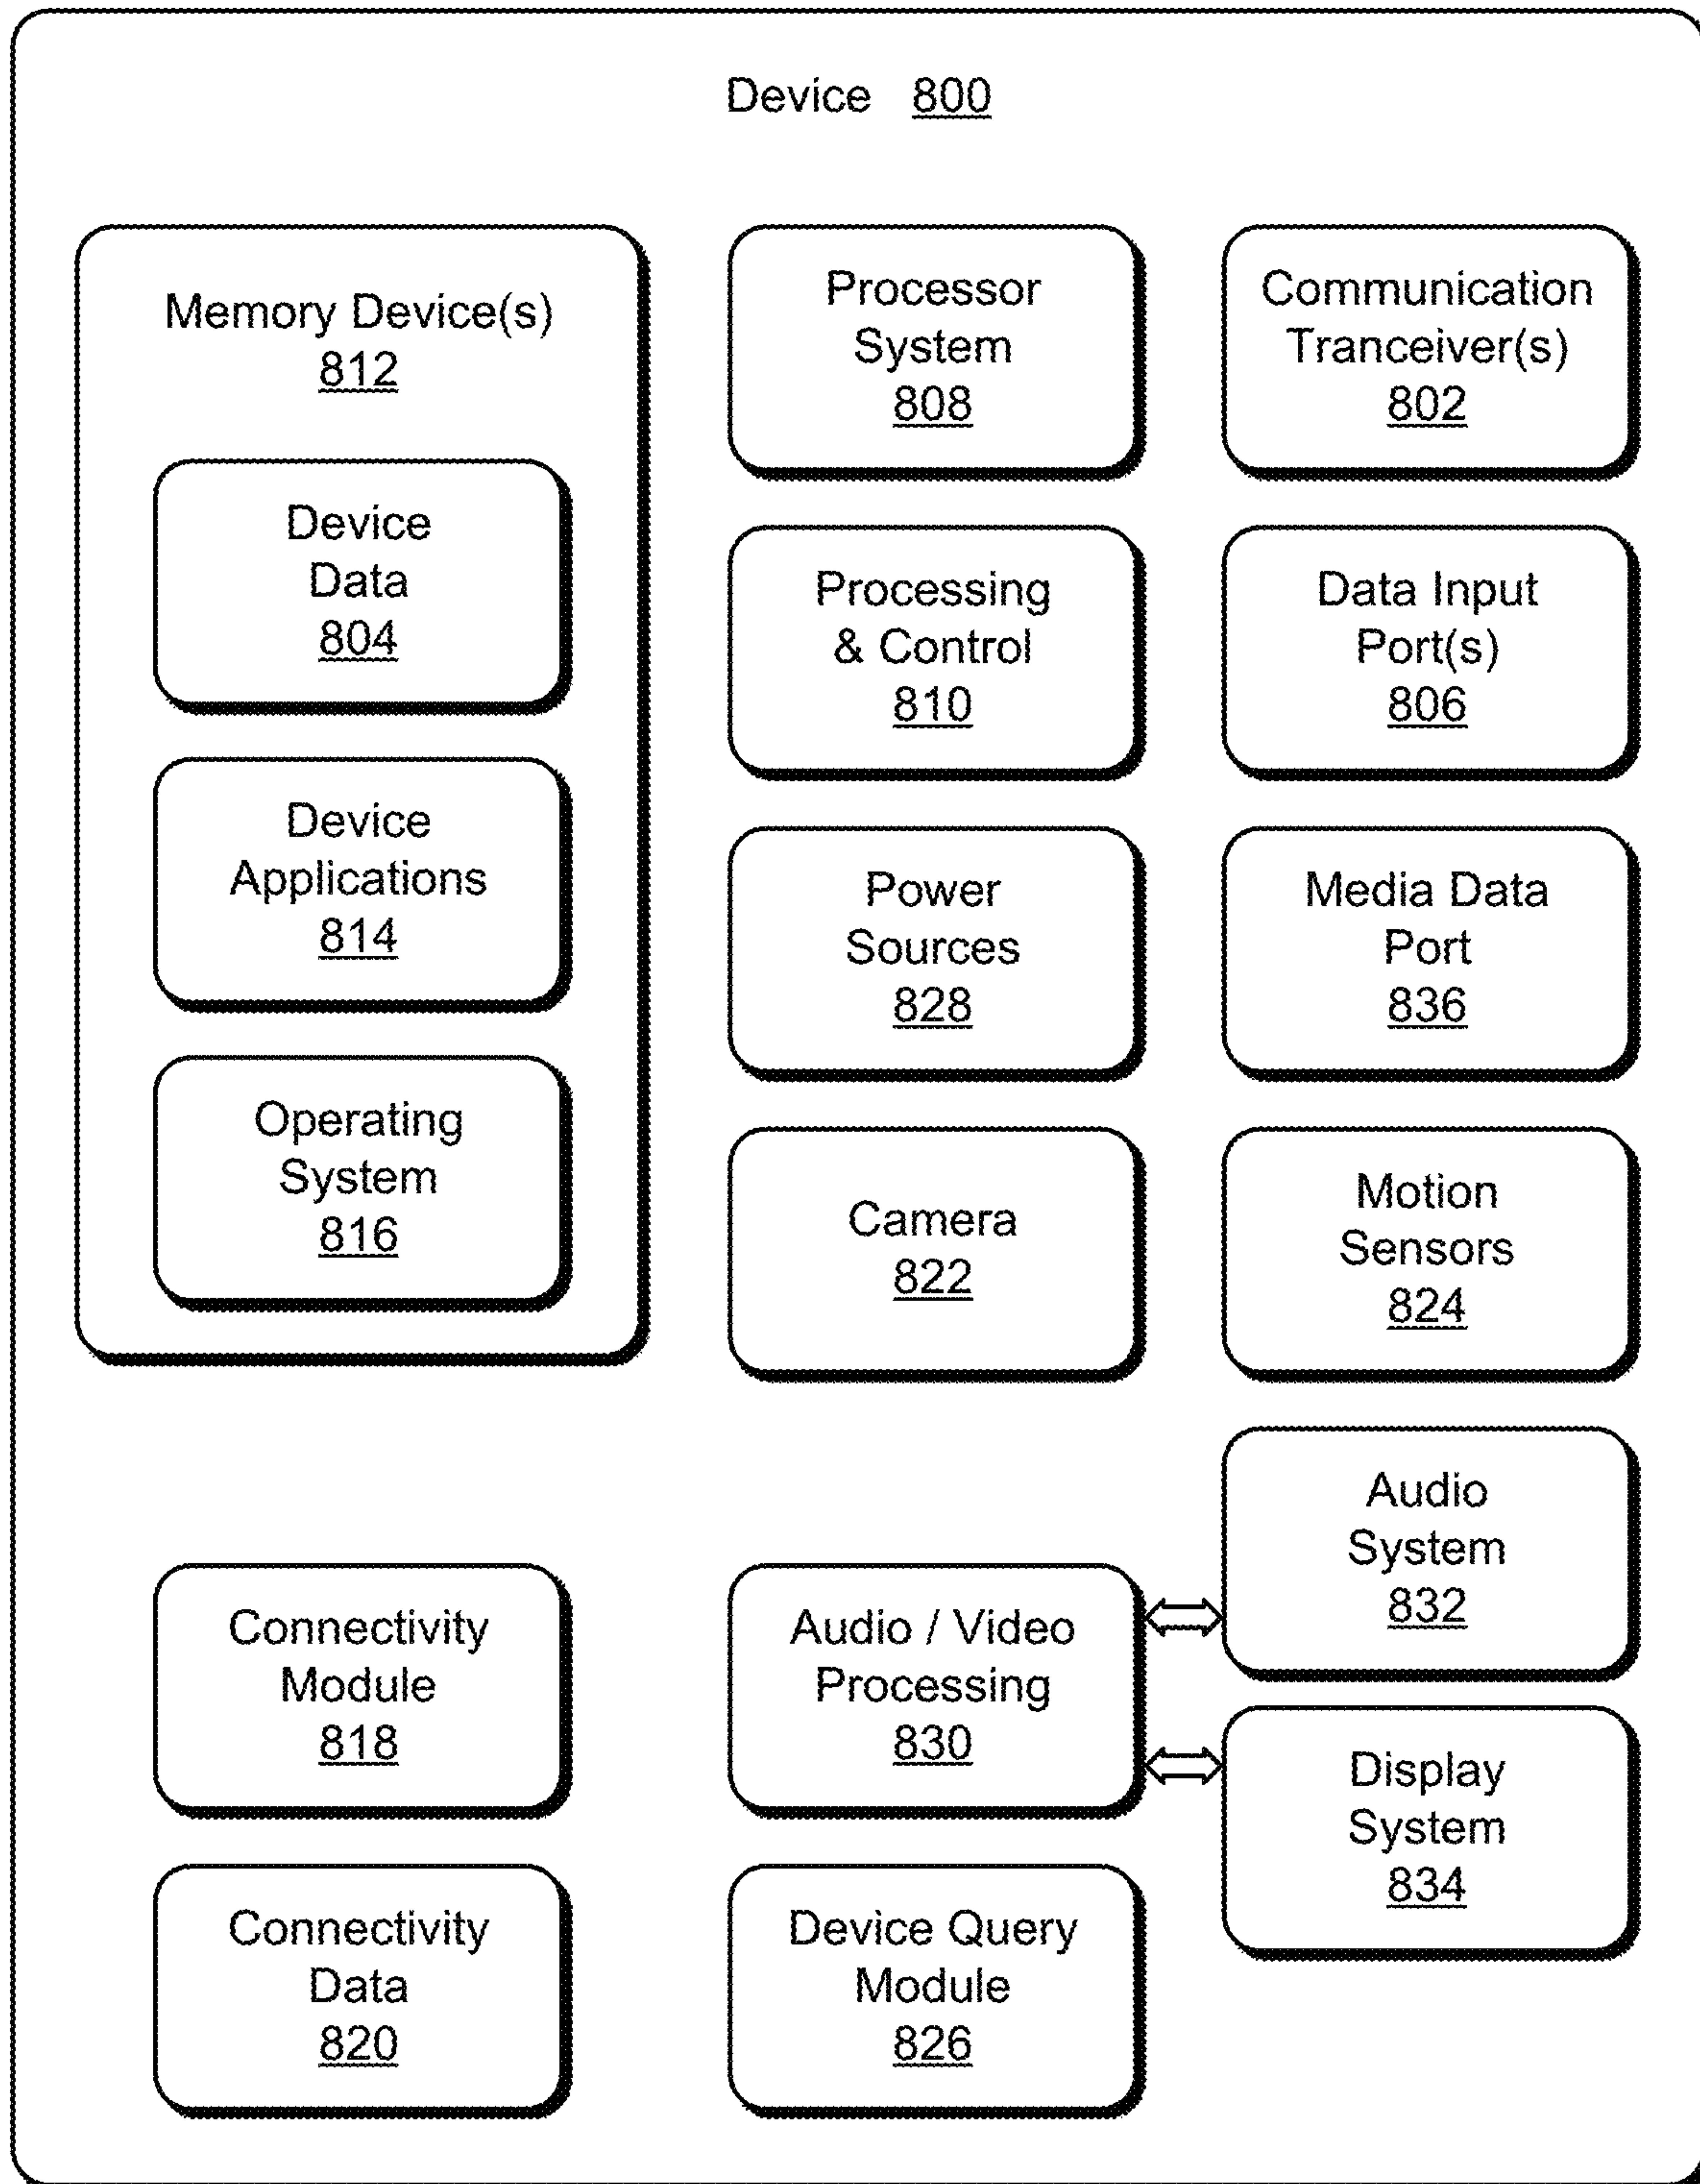 Device 800
Memory Device(s)
812
Device
Data
804
Device
Applications
814
Operating
System
816
Processor
System
808
Communication
Tranceiver(s)
802
Processing
& Control
810
Data Input
Port(s)
806
Power
Sources
828
Media Data
Port
836
Camera
822
Motion
Sensors
824
Audio
System
832
Connectivity
Module
818
Audio / Video
Processing
830
Display
System
834
Connectivity
Data
820
Device Query
Module
826